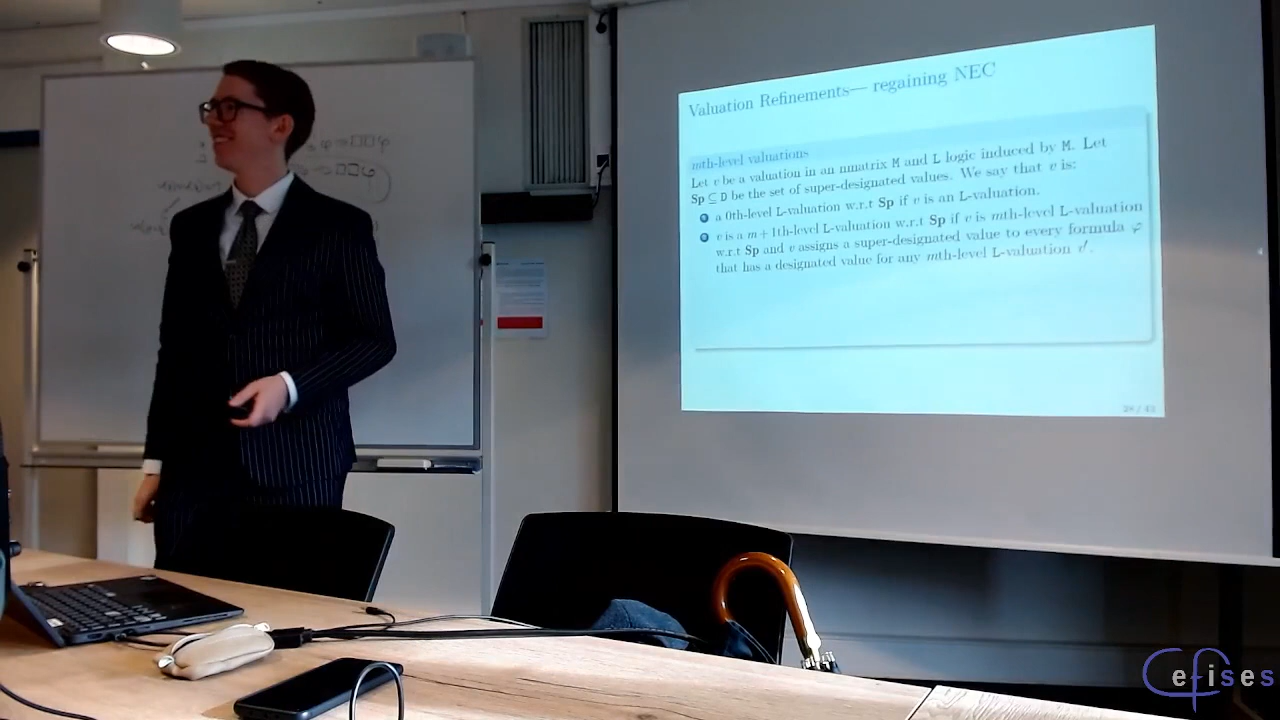 Valuation Refinements— regaining NEC
mth-level valuations
Let v be a valuation in an nmatrix M and L logic induced by M. Let
Sp ⊆ D be the set of super-designated values. We say that v is:
a 0th-level L-valuation w.r.t Sp if v is an L-valuation.
v is a m + 1th-level L-valuation w.r.t Sp if v is mth-level L-valuation
w.r.t Sp and v assigns a super-designated value to every formula φ
that has a designated value for any mth-level L-valuation v′.
Cefises